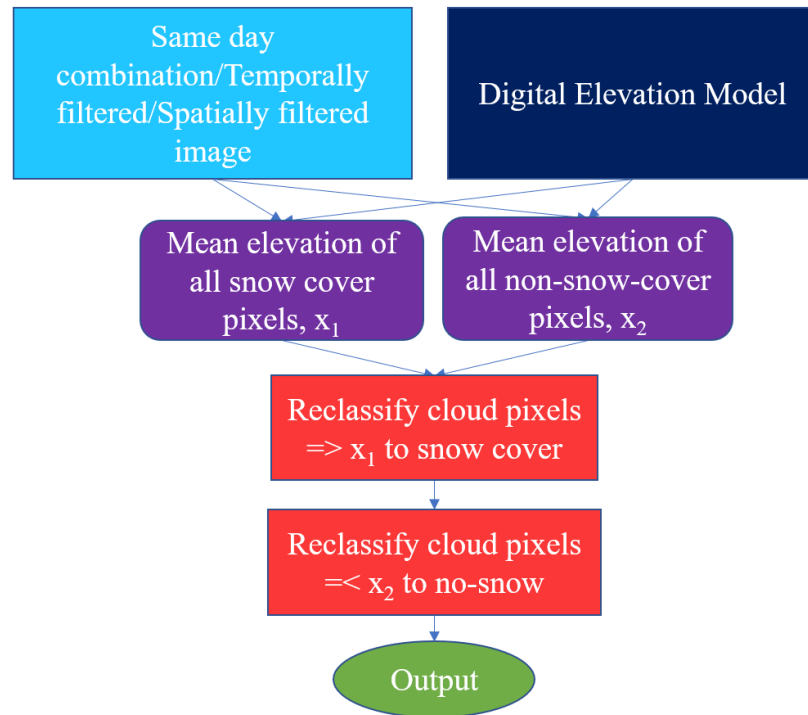 Same day
combination/Temporally
filtered/Spatially filtered
image
Digital Elevation Model
Mean elevation of
all snow cover
pixels, x₁
Mean elevation of
all non-snow-cover
pixels, x₂
Reclassify cloud pixels
=> x₁ to snow cover
Reclassify cloud pixels
=< x₂ to no-snow
Output